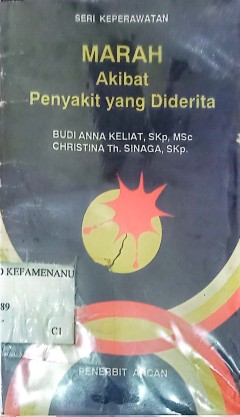 SERI KEPERAWATAN
MARAH
Akibat
Penyakit yang Diderita
BUDI ANNA KELIAT, SKp, MSc
CHRISTINA Th. SINAGA, SKp.
KEFAMENANU
89
C1
PENERBIT ARCAN